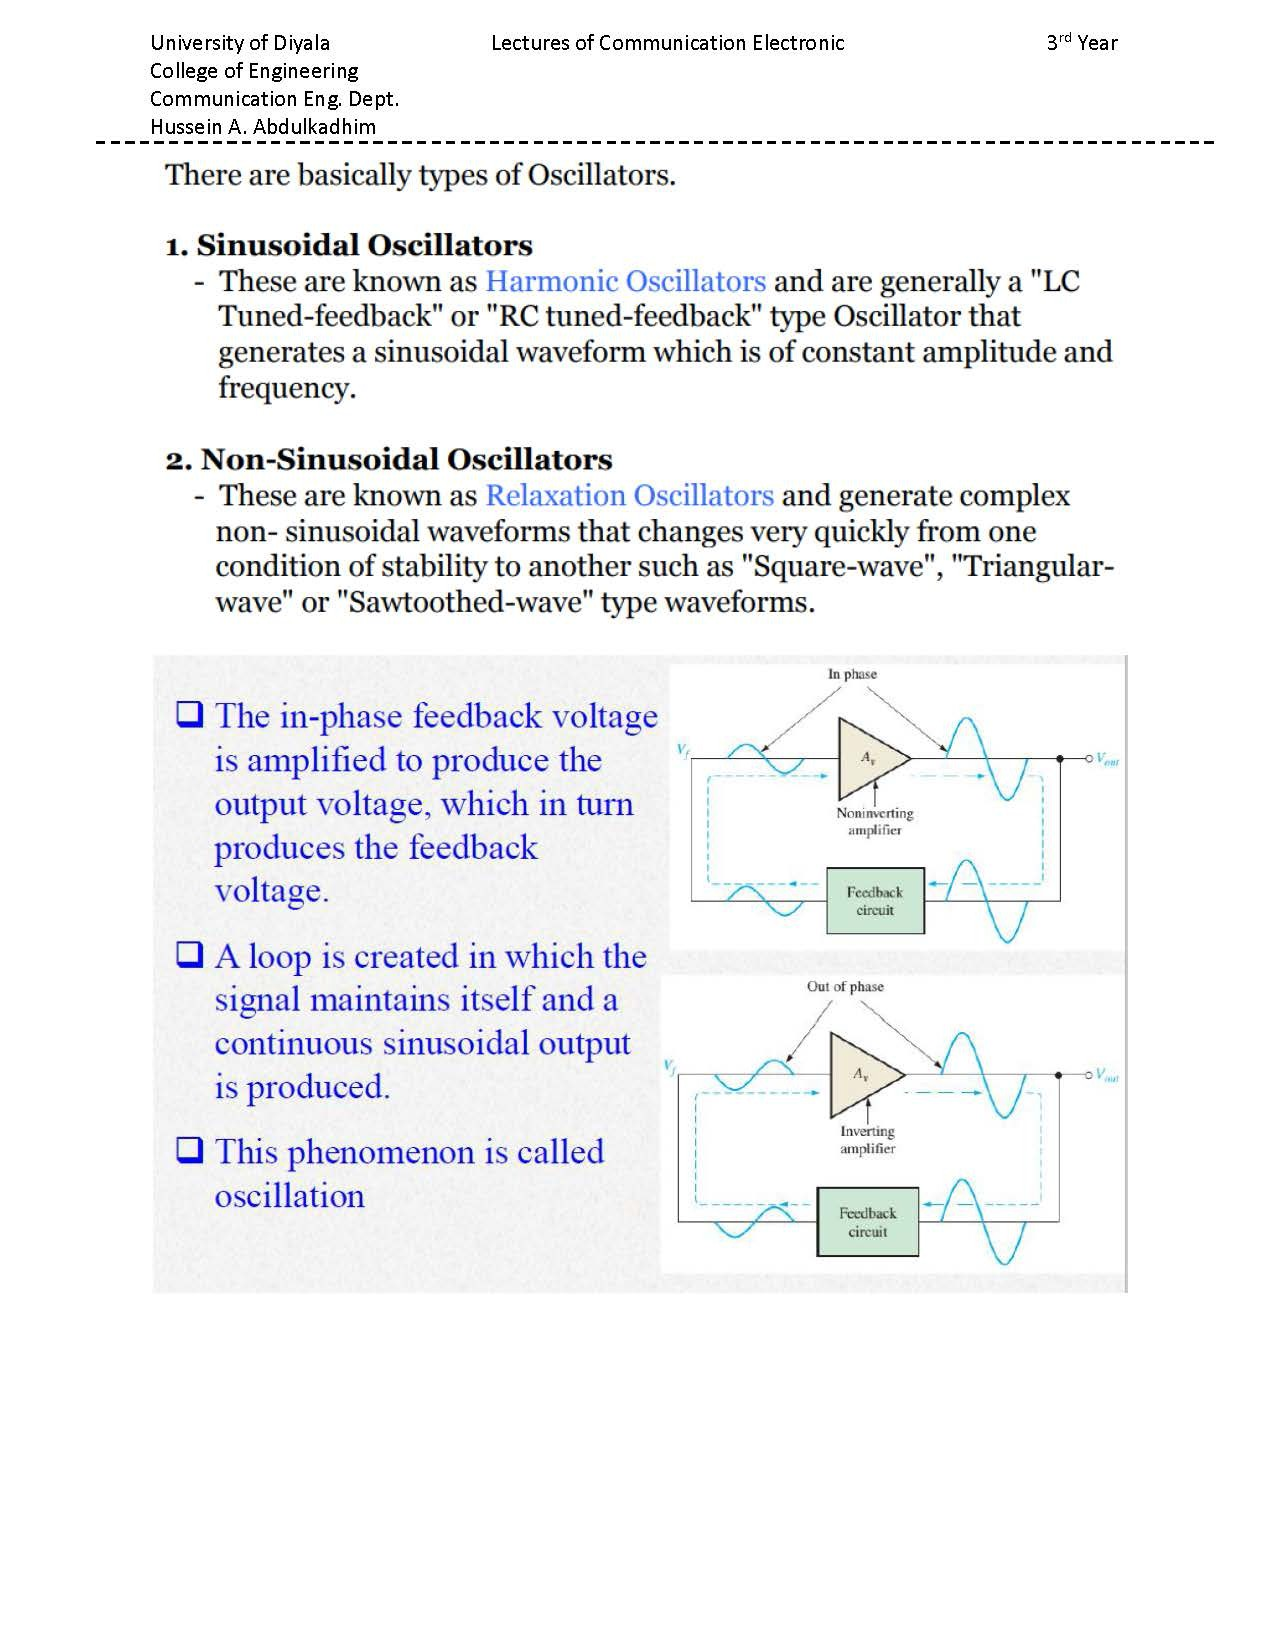 University of Diyala Lectures of Communication Electronic 3rd Year
College of Engineering
Communication Eng. Dept.
Hussein A. Abdulkadhim
There are basically types of Oscillators.
1. Sinusoidal Oscillators
- These are known as Harmonic Oscillators and are generally a "LC
Tuned-feedback" or "RC tuned-feedback" type Oscillator that
generates a sinusoidal waveform which is of constant amplitude and
frequency.
2. Non-Sinusoidal Oscillators
- These are known as Relaxation Oscillators and generate complex
non- sinusoidal waveforms that changes very quickly from one
condition of stability to another such as "Square-wave", "Triangular-
wave" or "Sawtoothed-wave" type waveforms.
❑ The in-phase feedback voltage
is amplified to produce the
output voltage, which in turn
produces the feedback
voltage.
❑ A loop is created in which the
signal maintains itself and a
continuous sinusoidal output
is produced.
❑ This phenomenon is called
oscillation
In phase
Vf
Av
Vout
Noninverting
amplifier
Feedback
circuit
Out of phase
Vf
Av
Vout
Inverting
amplifier
Feedback
circuit